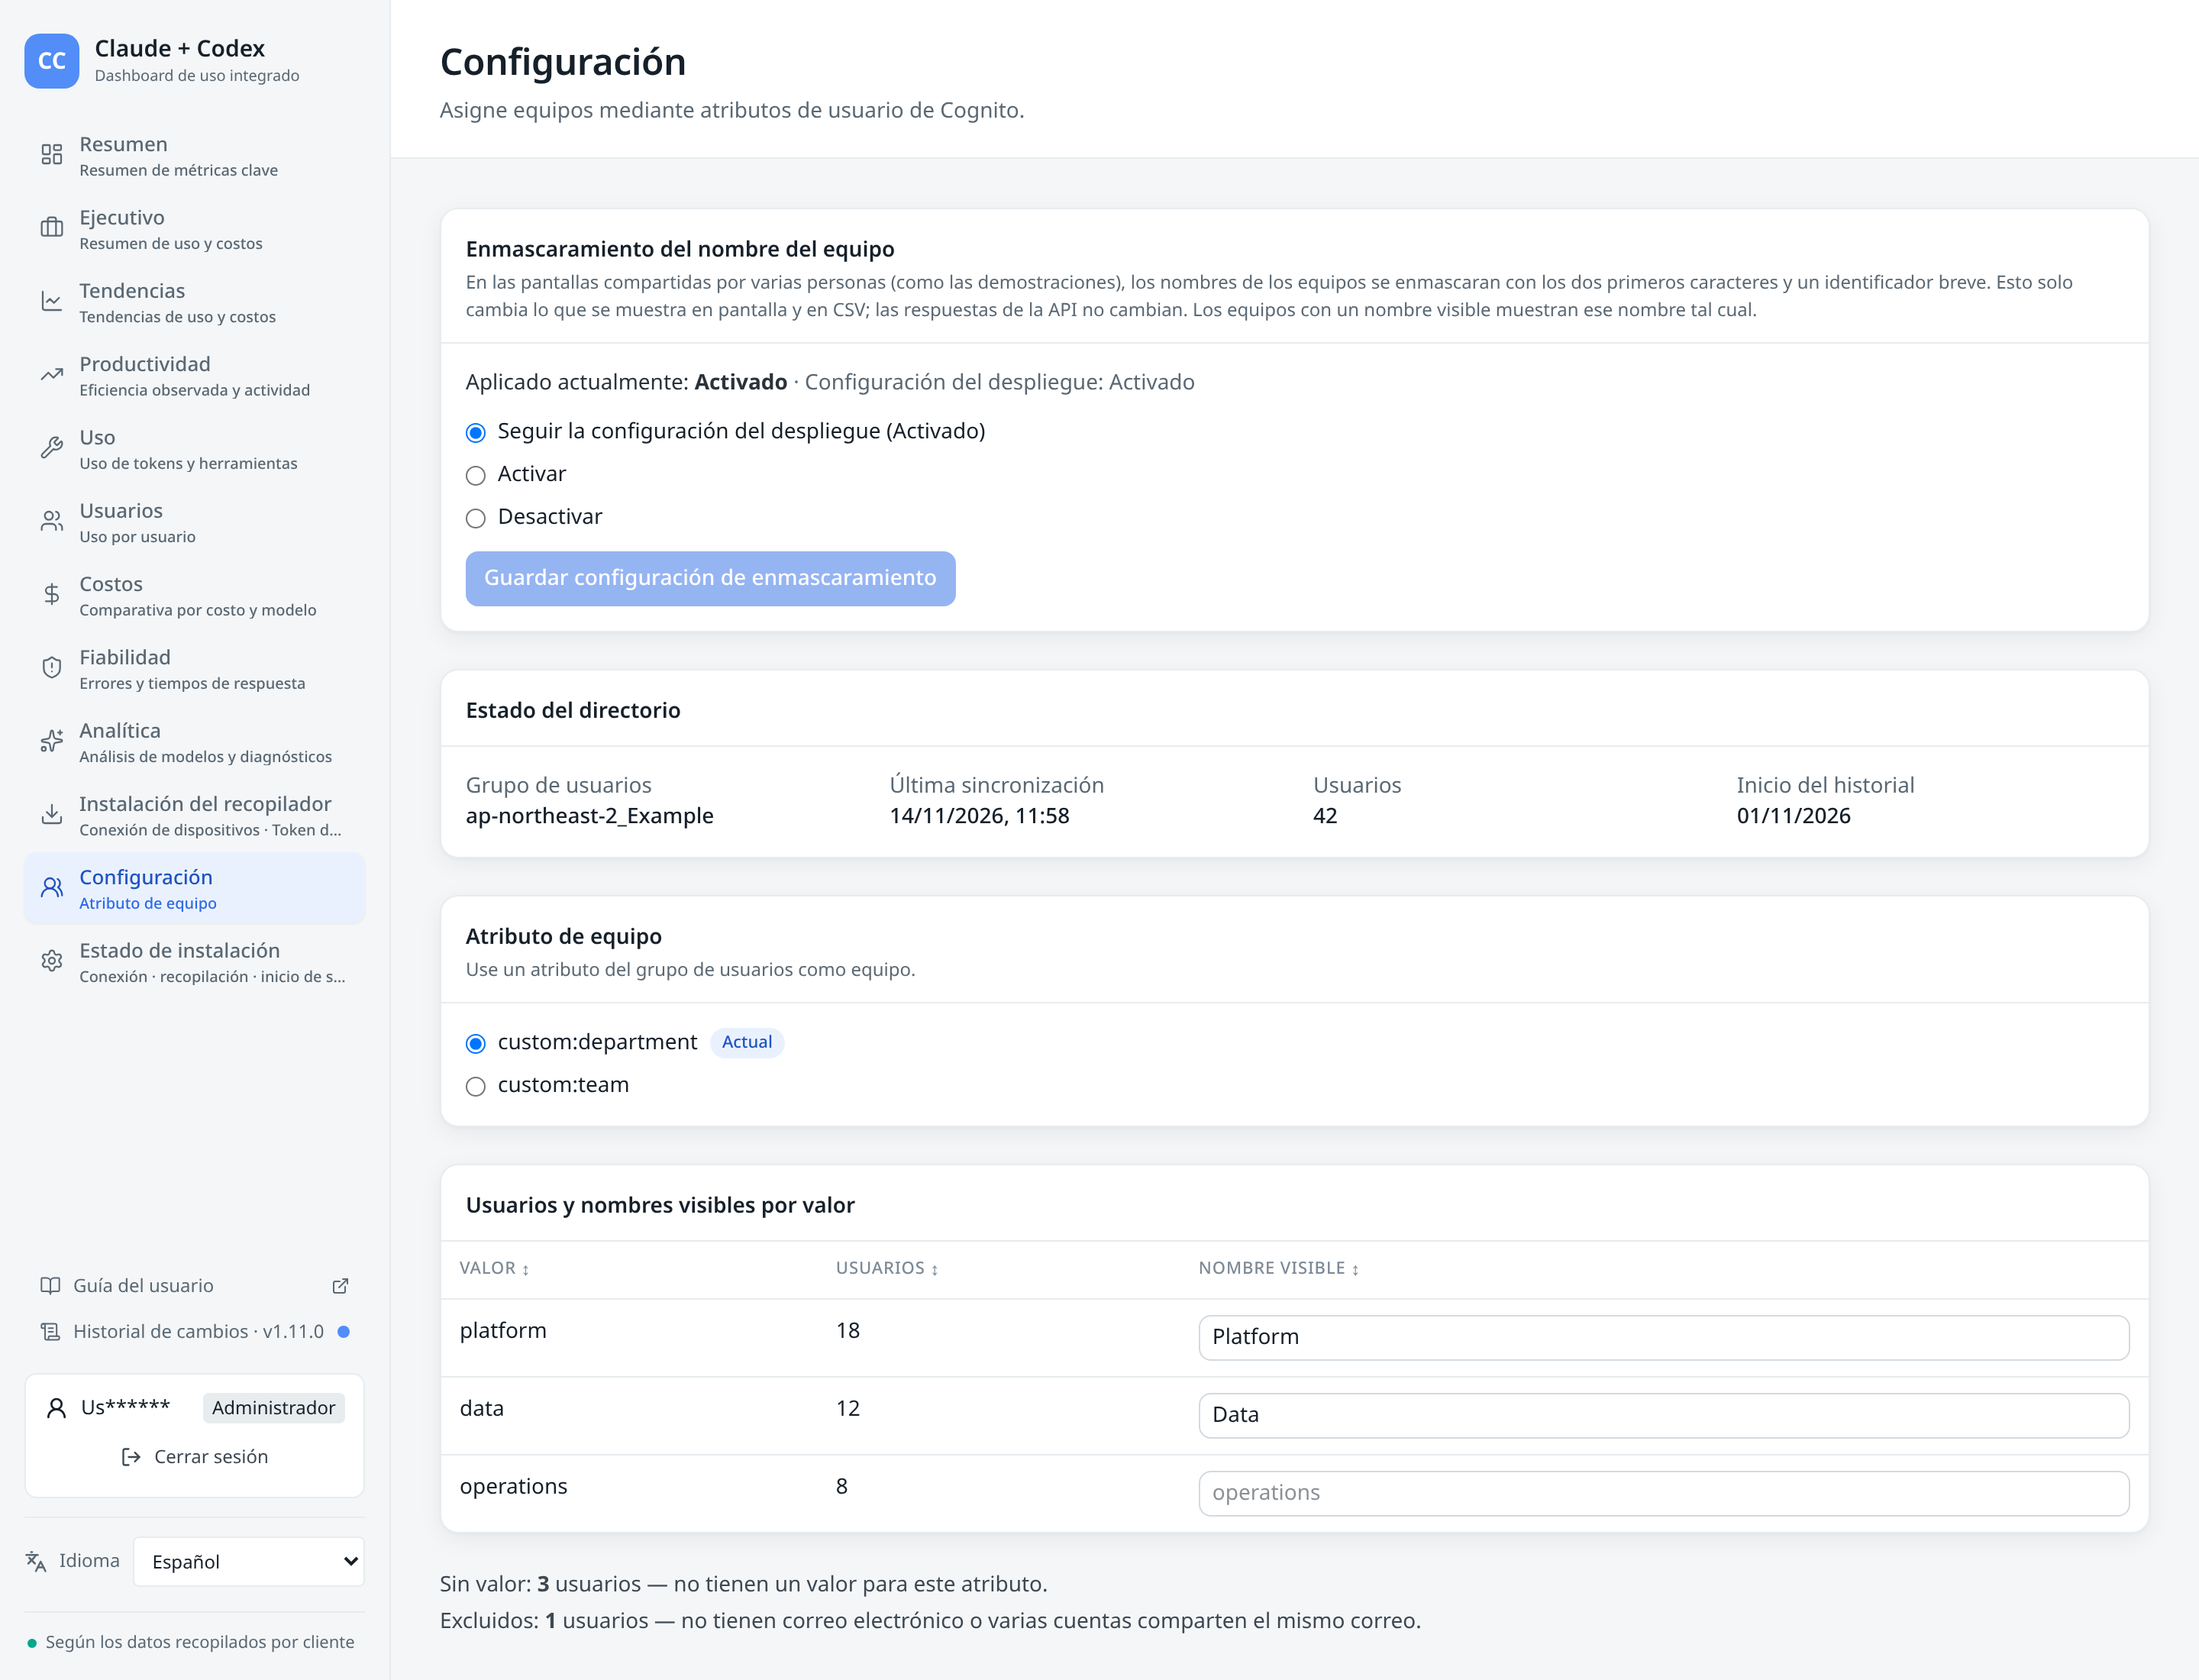 CC
Claude + Codex
Dashboard de uso integrado
Resumen
Resumen de métricas clave
Ejecutivo
Resumen de uso y costos
Tendencias
Tendencias de uso y costos
Productividad
Eficiencia observada y actividad
Uso
Uso de tokens y herramientas
Usuarios
Uso por usuario
Costos
Comparativa por costo y modelo
Fiabilidad
Errores y tiempos de respuesta
Analítica
Análisis de modelos y diagnósticos
Instalación del recopilador
Conexión de dispositivos · Token d...
Configuración
Atributo de equipo
Estado de instalación
Conexión · recopilación · inicio de s...
Guía del usuario
Historial de cambios · v1.11.0
Us****** Administrador
Cerrar sesión
Idioma Español
Según los datos recopilados por cliente
Configuración
Asigne equipos mediante atributos de usuario de Cognito.
Enmascaramiento del nombre del equipo
En las pantallas compartidas por varias personas (como las demostraciones), los nombres de los equipos se enmascaran con los dos primeros caracteres y un identificador breve. Esto solo
cambia lo que se muestra en pantalla y en CSV; las respuestas de la API no cambian. Los equipos con un nombre visible muestran ese nombre tal cual.
Aplicado actualmente: Activado · Configuración del despliegue: Activado
Seguir la configuración del despliegue (Activado)
Activar
Desactivar
Guardar configuración de enmascaramiento
Estado del directorio
Grupo de usuarios Última sincronización Usuarios Inicio del historial
ap-northeast-2_Example 14/11/2026, 11:58 42 01/11/2026
Atributo de equipo
Use un atributo del grupo de usuarios como equipo.
custom:department Actual
custom:team
Usuarios y nombres visibles por valor
VALOR ↕ USUARIOS ↕ NOMBRE VISIBLE ↕
platform 18 Platform
data 12 Data
operations 8 operations
Sin valor: 3 usuarios — no tienen un valor para este atributo.
Excluidos: 1 usuarios — no tienen correo electrónico o varias cuentas comparten el mismo correo.